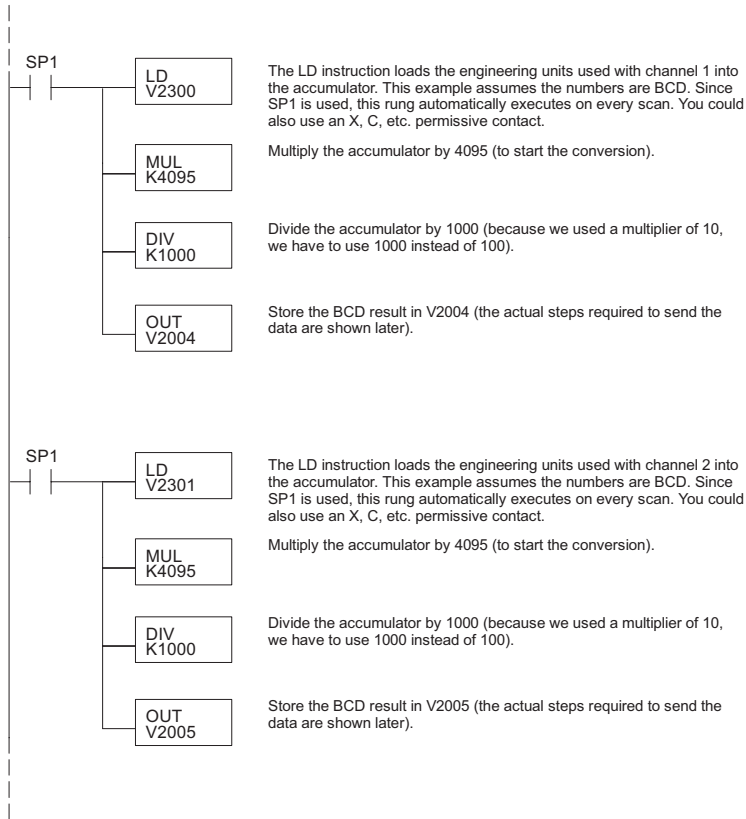 SP1
LD
V2300
The LD instruction loads the engineering units used with channel 1 into
the accumulator. This example assumes the numbers are BCD. Since
SP1 is used, this rung automatically executes on every scan. You could
also use an X, C, etc. permissive contact.
MUL
K4095
Multiply the accumulator by 4095 (to start the conversion).
DIV
K1000
Divide the accumulator by 1000 (because we used a multiplier of 10,
we have to use 1000 instead of 100).
OUT
V2004
Store the BCD result in V2004 (the actual steps required to send the
data are shown later).
SP1
LD
V2301
The LD instruction loads the engineering units used with channel 2 into
the accumulator. This example assumes the numbers are BCD. Since
SP1 is used, this rung automatically executes on every scan. You could
also use an X, C, etc. permissive contact.
MUL
K4095
Multiply the accumulator by 4095 (to start the conversion).
DIV
K1000
Divide the accumulator by 1000 (because we used a multiplier of 10,
we have to use 1000 instead of 100).
OUT
V2005
Store the BCD result in V2005 (the actual steps required to send the
data are shown later).